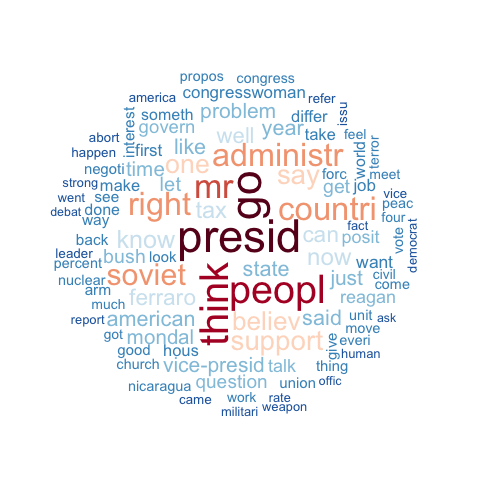 propos congress
america congresswoman refer
interest someth problem differ issu
abort govern well year take feel
happen first like administr forc world terror
negoti time one say get job meet
strong make let mr go vice
went see right tax countri peac
debat done four
way know presid can posit fact vote democrat
back bush look now want
leader soviet state just civil
percent think peopl come
nuclear ferraro reagan
arm
much american believ said unit
report got mondal support move ask
good hous give everi human
church vice-presid talk thing
nicaragua question union offic
came work rate
militari weapon